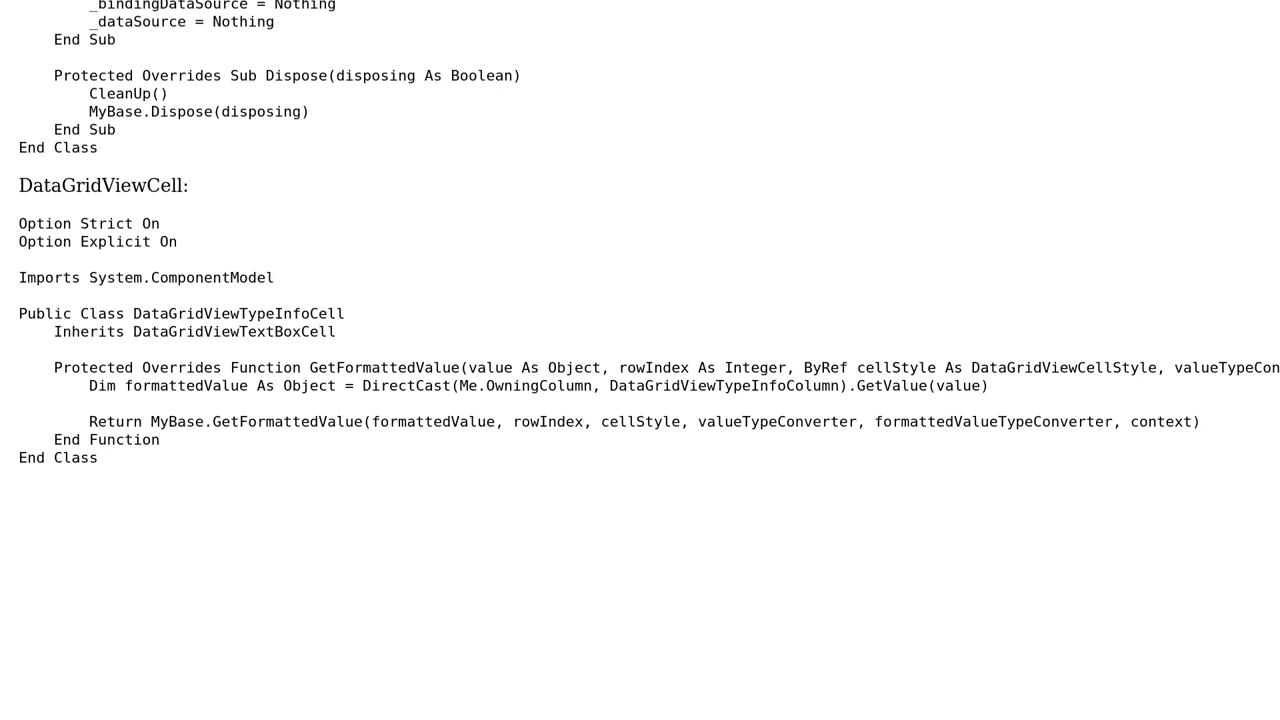 _bindingDataSource = Nothing
_dataSource = Nothing
End Sub
Protected Overrides Sub Dispose(disposing As Boolean)
CleanUp()
MyBase.Dispose(disposing)
End Sub
End Class
DataGridViewCell:
Option Strict On
Option Explicit On
Imports System.ComponentModel
Public Class DataGridViewTypeInfoCell
Inherits DataGridViewTextBoxCell
Protected Overrides Function GetFormattedValue(value As Object, rowIndex As Integer, ByRef cellStyle As DataGridViewCellStyle, valueTypeCon
Dim formattedValue As Object = DirectCast(Me.OwningColumn, DataGridViewTypeInfoColumn).GetValue(value)
Return MyBase.GetFormattedValue(formattedValue, rowIndex, cellStyle, valueTypeConverter, formattedValueTypeConverter, context)
End Function
End Class